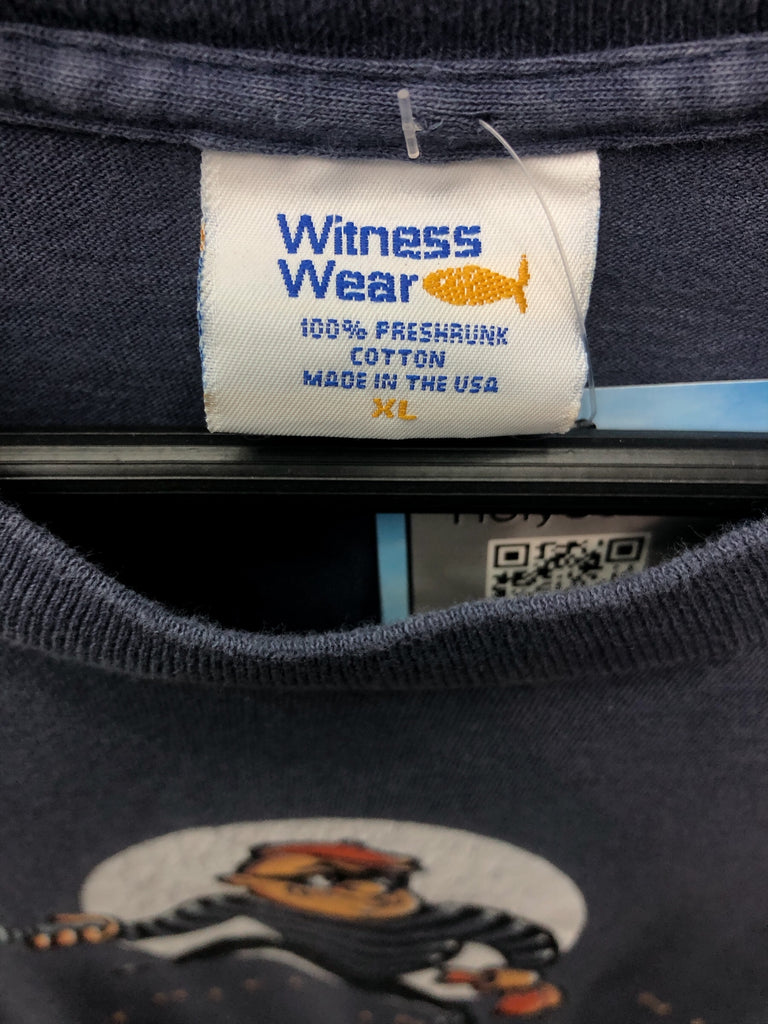 Witness
Wear
100% PRESHRUNK
COTTON
MADE IN THE USA
XL